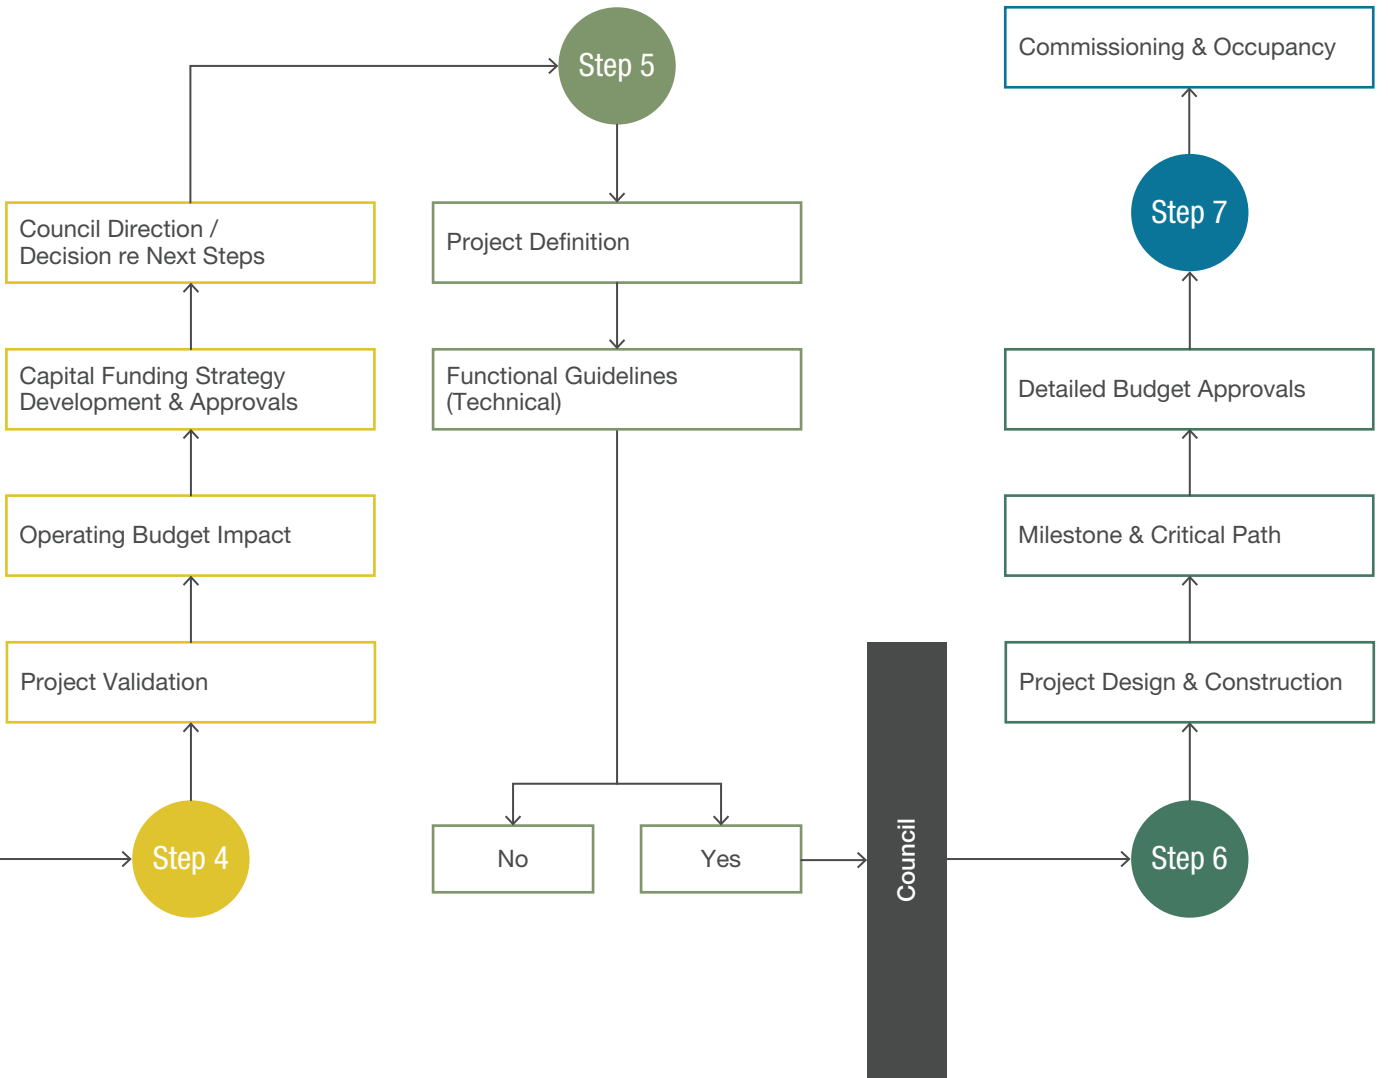 Step 4
Project Validation
Operating Budget Impact
Capital Funding Strategy
Development & Approvals
Council Direction /
Decision re Next Steps
Step 5
Project Definition
Functional Guidelines
(Technical)
No
Yes
Council
Step 6
Project Design & Construction
Milestone & Critical Path
Detailed Budget Approvals
Step 7
Commissioning & Occupancy